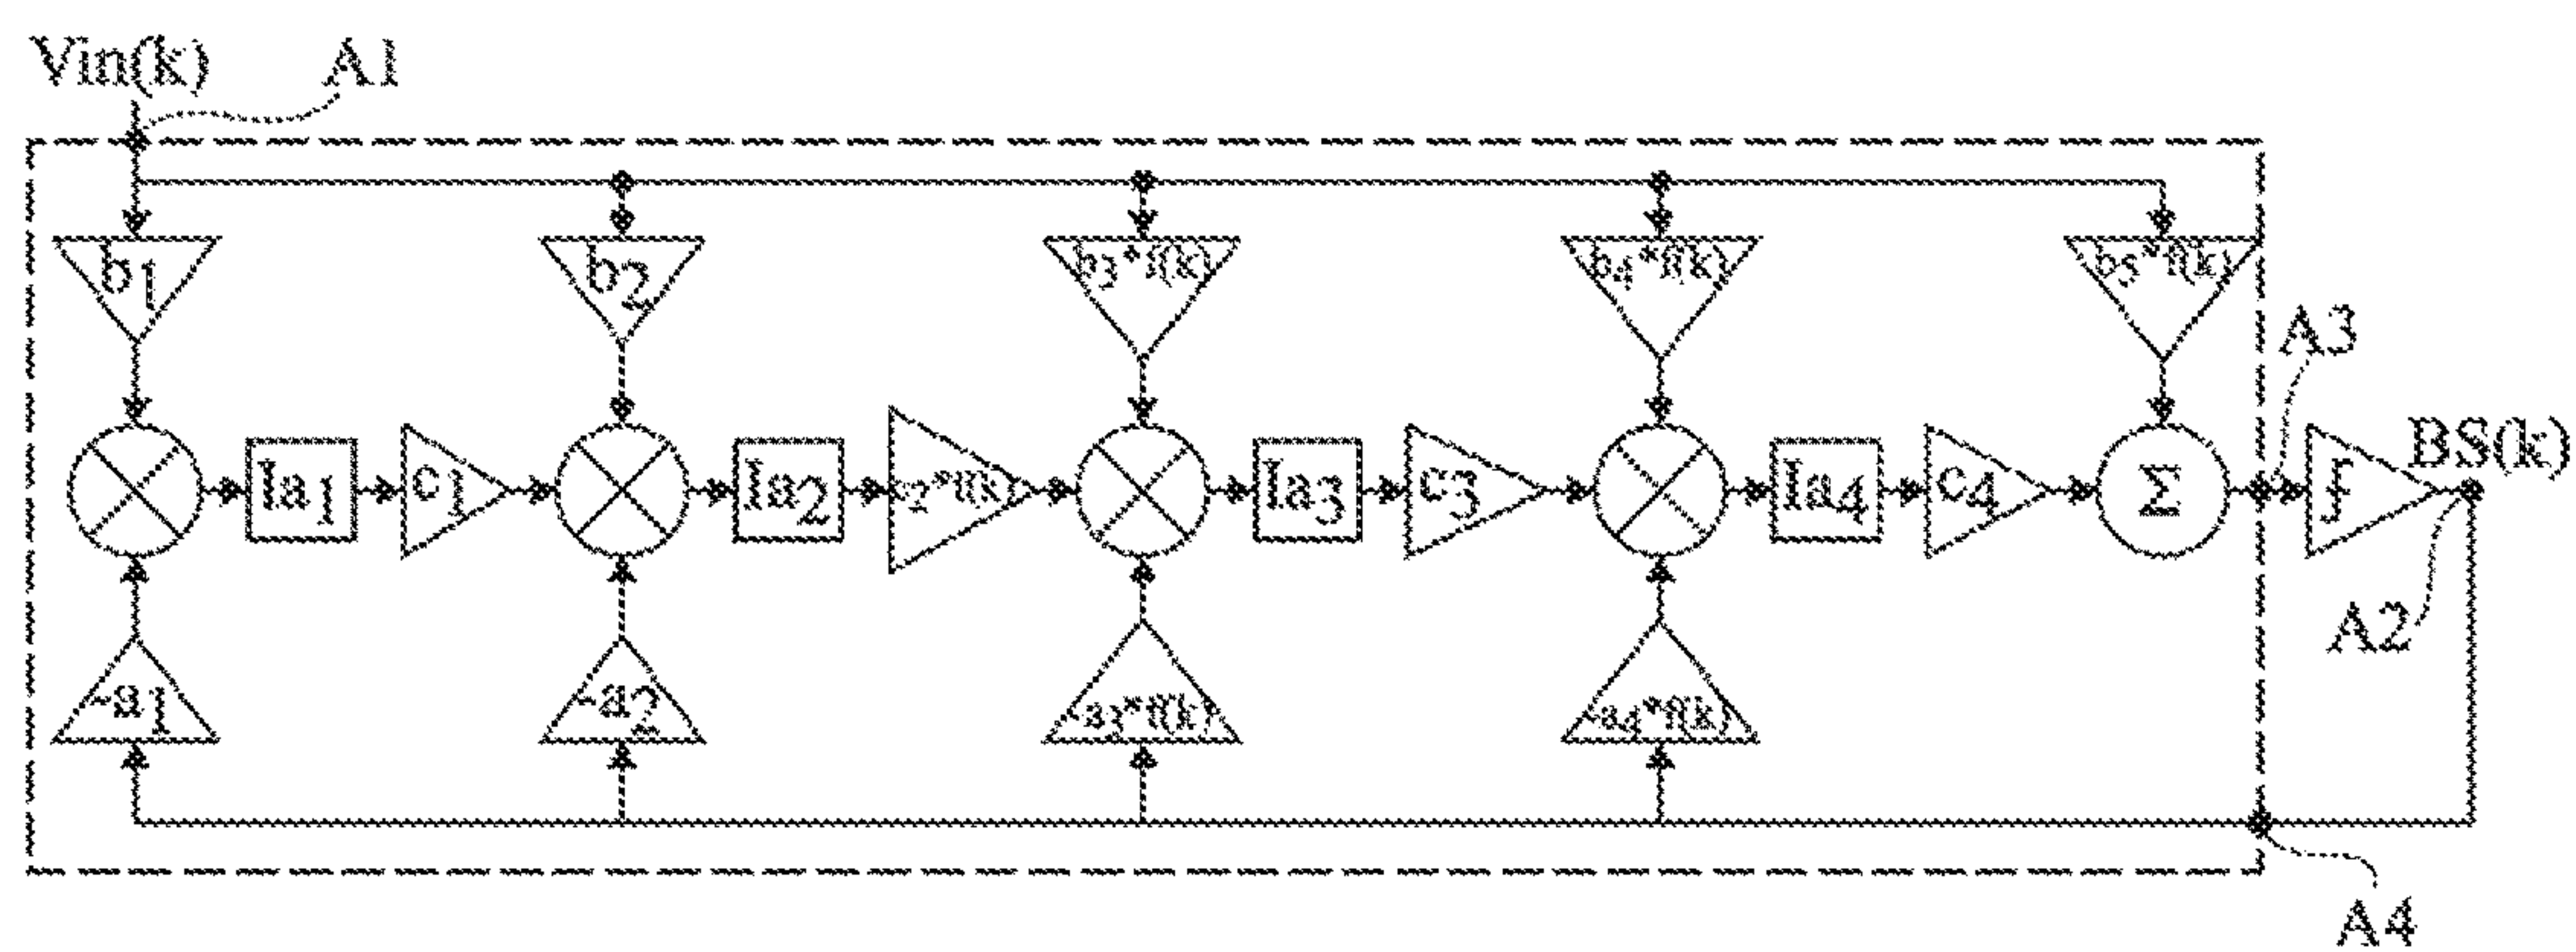 Vin(k) A1
b1 b2 b3*f(k) b4*f(k) b5*f(k)
A3
BS(k)
Ia1 c1 Ia2 c2*f(k) Ia3 c3 Ia4 c4 Σ
A2
-a1 -a2 -a3*f(k) -a4*f(k)
A4